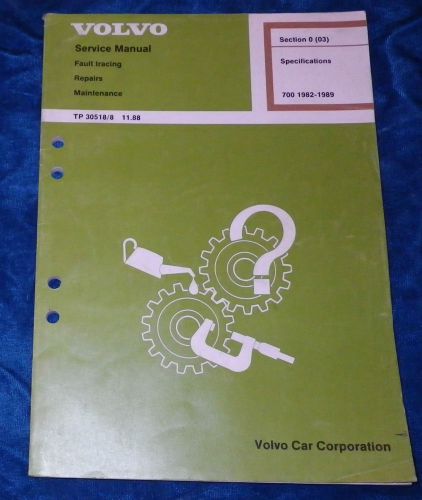 VOLVO
Service Manual
Fault tracing
Repairs
Maintenance
TP 30518/8 11.88
Section 0 (03)
Specifications
700 1982-1989
Volvo Car Corporation